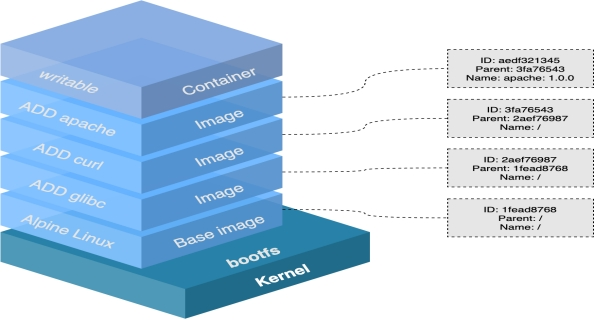 writable
Container
ADD apache
Image
ADD curl
Image
ADD glibc
Image
Alpine Linux
Base image
bootfs
Kernel
ID: aedf321345
Parent: 3fa76543
Name: apache: 1.0.0
ID: 3fa76543
Parent: 2aef76987
Name: /
ID: 2aef76987
Parent: 1fead8768
Name: /
ID: 1fead8768
Parent: /
Name: /